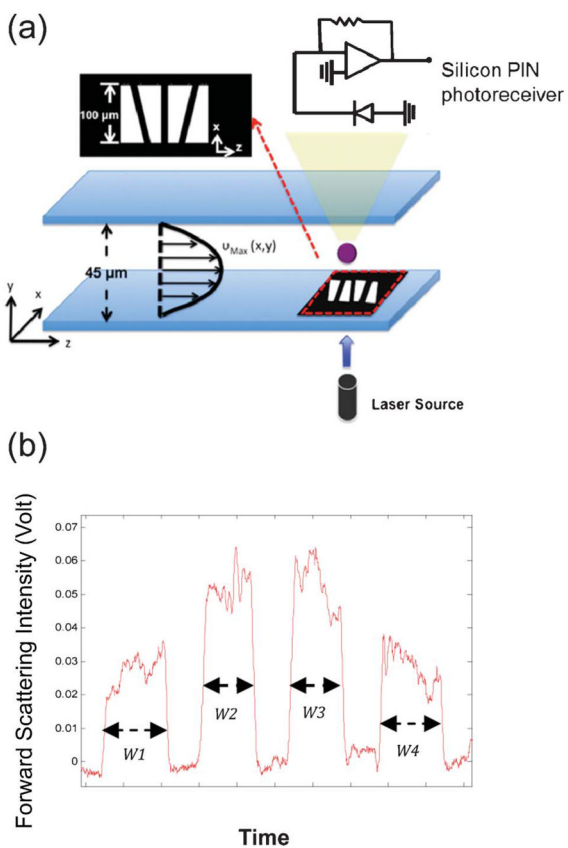 (a)
Silicon PIN
photoreceiver
100 µm
x
z
υMax (x,y)
45 µm
y
x
z
Laser Source
(b)
Forward Scattering Intensity (Volt)
0.07
0.06
0.05
0.04
0.03
0.02
0.01
0
W1
W2
W3
W4
Time